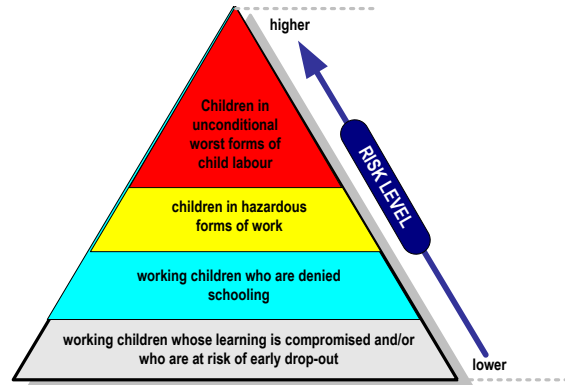 higher
Children in
unconditional
worst forms of
child labour
RISK LEVEL
children in hazardous
forms of work
working children who are denied
schooling
working children whose learning is compromised and/or
who are at risk of early drop-out
lower